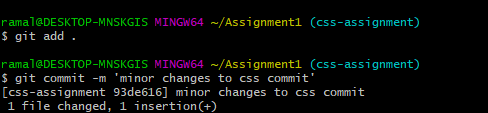 ramal@DESKTOP-MNSKGIS MINGW64 ~/Assignment1 (css-assignment)
$ git add .
ramal@DESKTOP-MNSKGIS MINGW64 ~/Assignment1 (css-assignment)
$ git commit -m 'minor changes to css commit'
[css-assignment 93de616] minor changes to css commit
 1 file changed, 1 insertion(+)